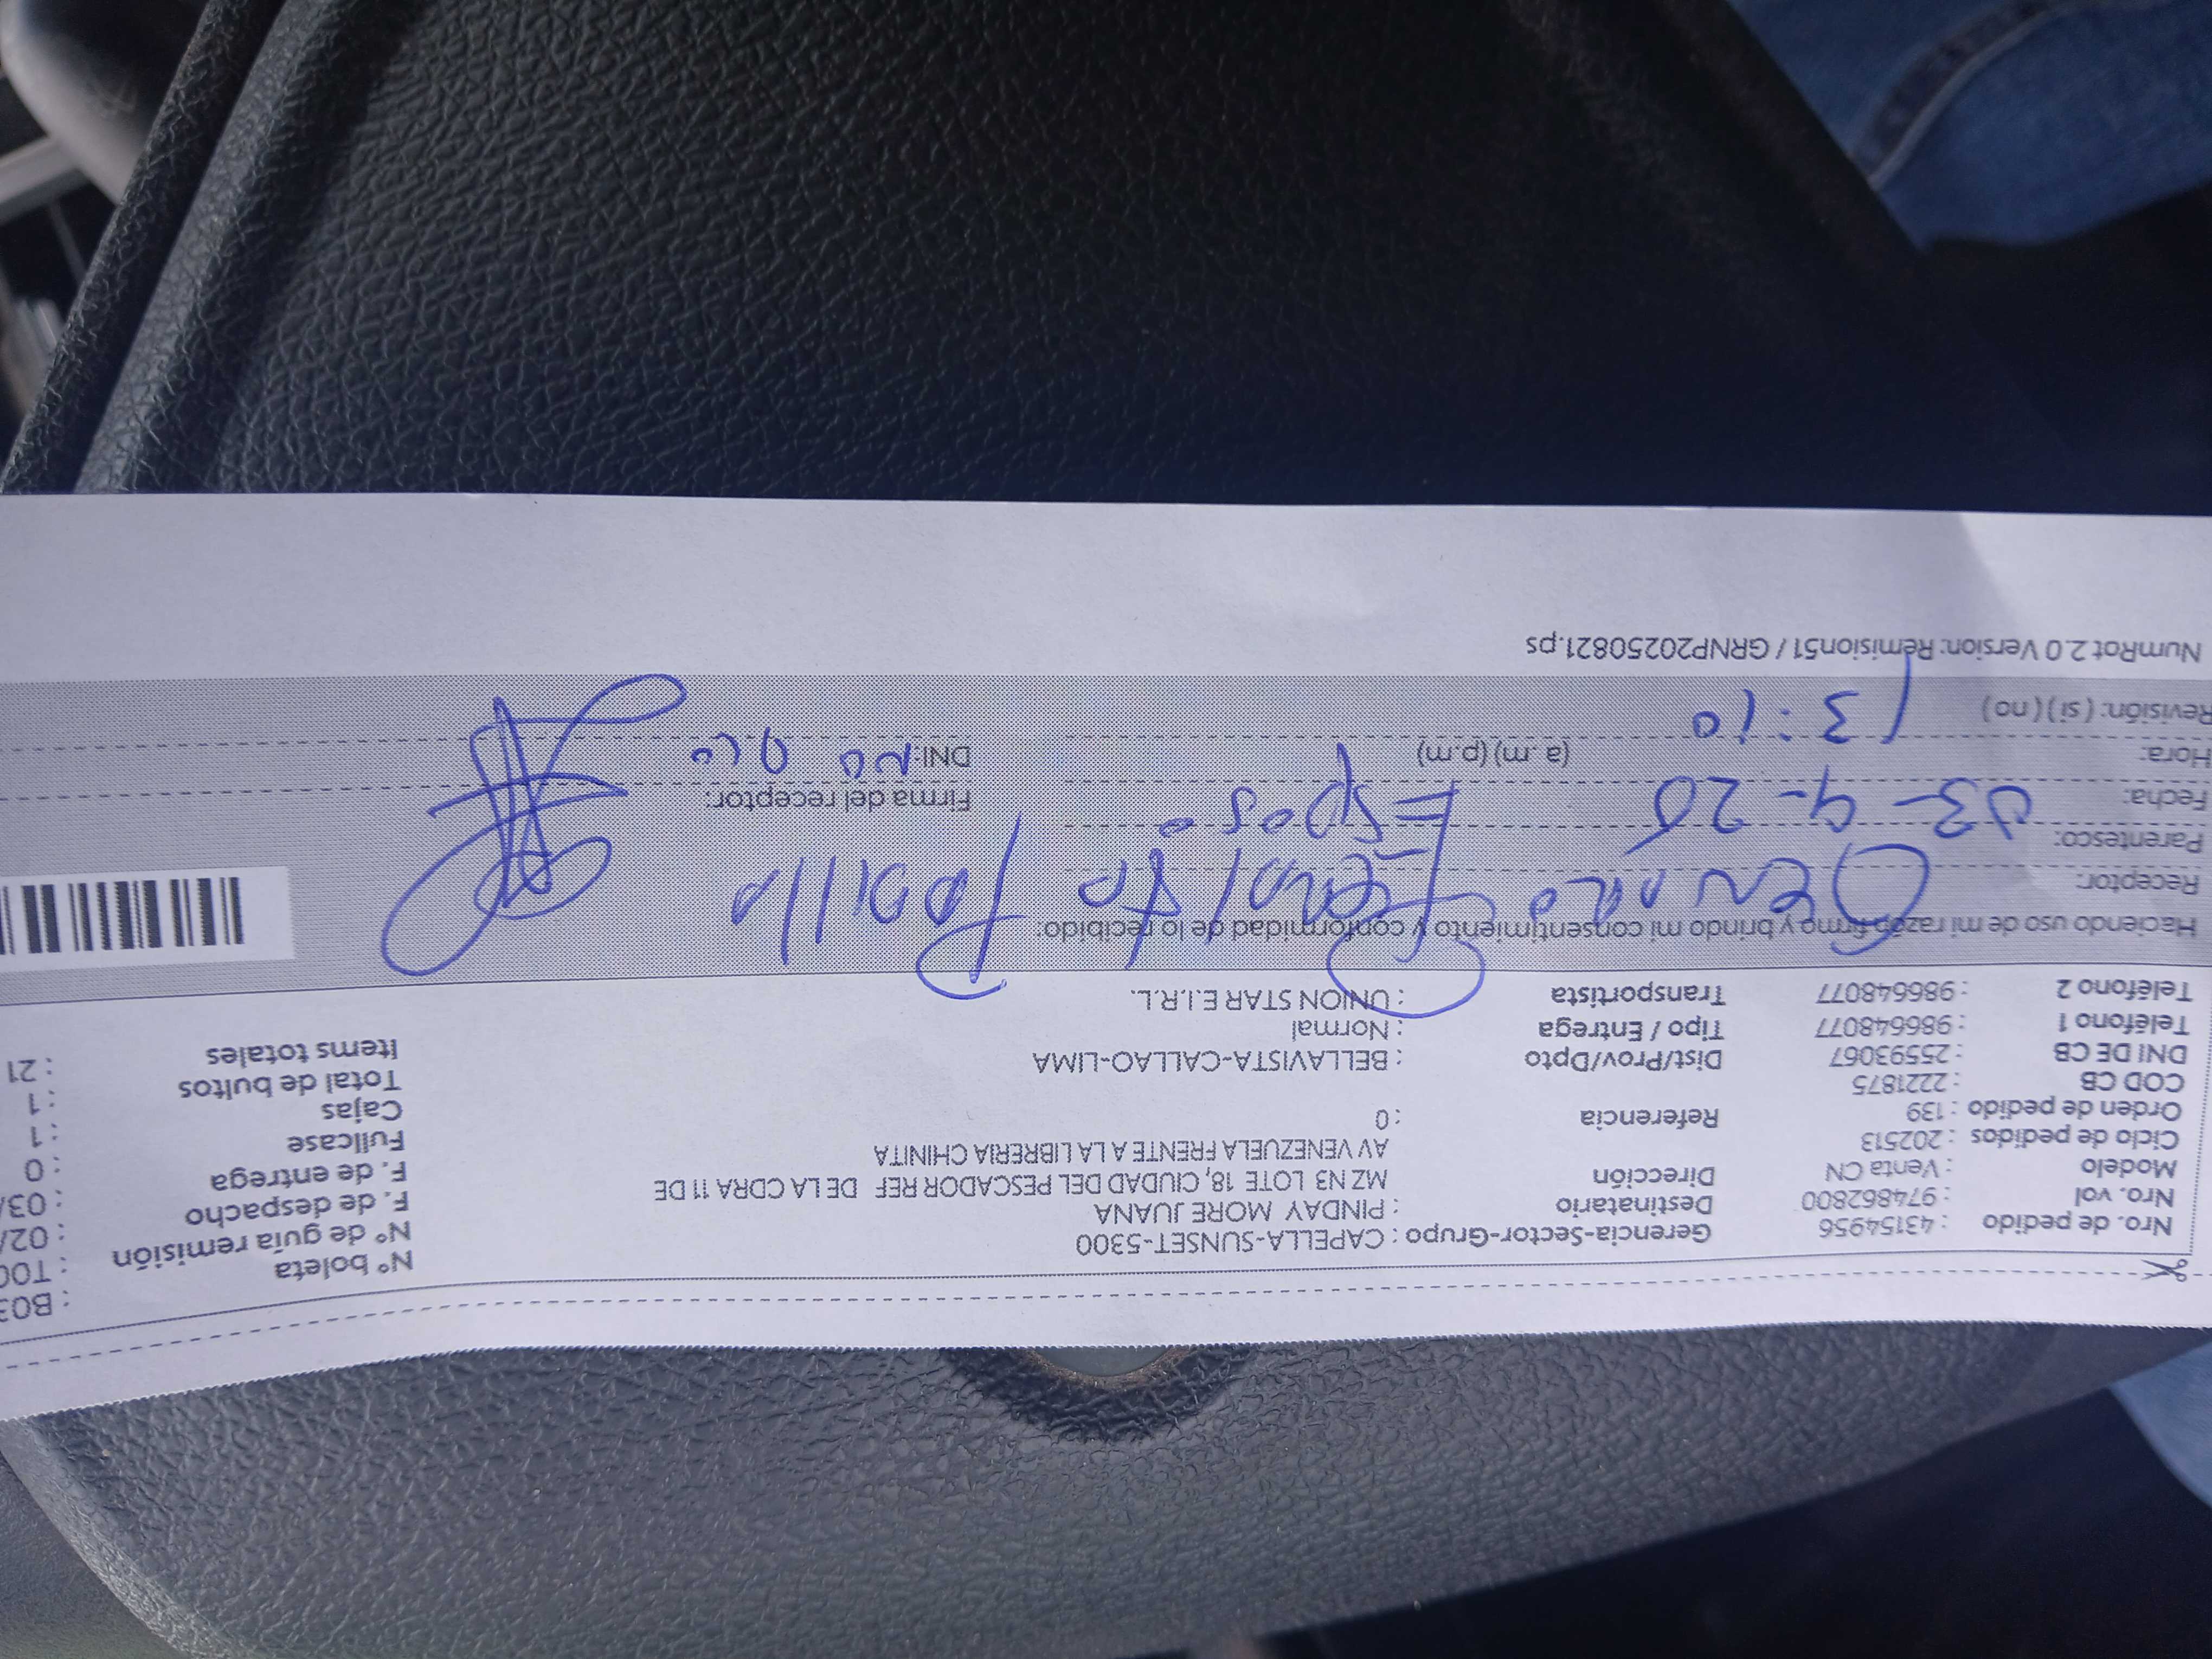 Nro. de pedido : 43154956 Gerencia-Sector-Grupo : CAPELLA-SUNSET-5300 N° boleta : B03
Nro. vol : 974862800 Destinatario : PINDAY MORE JUANA N° de guía remisión : T00
Modelo : Venta CN Dirección MZ N3 LOTE 18, CIUDAD DEL PESCADOR REF DE LA CDRA 11 DE F. de despacho : 02/
Ciclo de pedidos : 202513 AV VENEZUELA FRENTE A LA LIBRERIA CHINITA F. de entrega : 03/
Orden de pedido : 139 Referencia : 0 Fullcase : 0
COD CB : 2221875 Cajas : 1
DNI DE CB : 25593067 Dist/Prov/Dpto : BELLAVISTA-CALLAO-LIMA Total de bultos : 1
Teléfono 1 : 986648077 Tipo / Entrega : Normal Items totales : 21
Teléfono 2 : 986648077 Transportista : UNION STAR E.I.R.L.
Haciendo uso de mi razón firmo y brindo mi consentimiento y conformidad de lo recibido:
Receptor: Padilla
Parentesco: Esposo
Fecha: 03-9-25 Firma del receptor:
Hora: 13:10 (a.m) (p.m) DNI:
Revisión: (si) (no)
NumRot 2.0 Version: Remision51 / GRNP20250821.ps